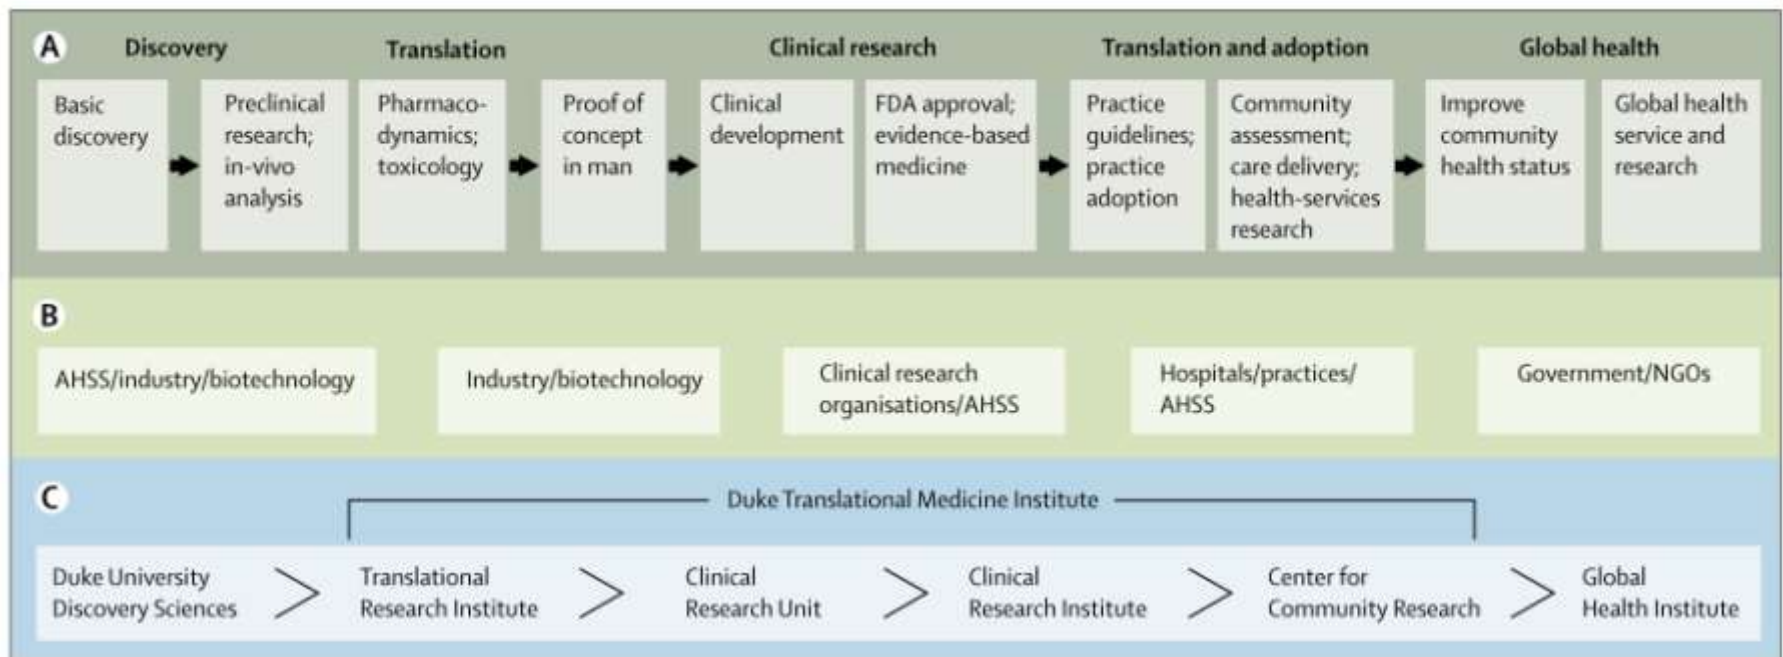 A
Discovery
Translation
Clinical research
Translation and adoption
Global health
Basic
discovery
Preclinical
research;
in-vivo
analysis
Pharmaco-
dynamics;
toxicology
Proof of
concept
in man
Clinical
development
FDA approval;
evidence-based
medicine
Practice
guidelines;
practice
adoption
Community
assessment;
care delivery;
health-services
research
Improve
community
health status
Global health
service and
research
B
AHSS/industry/biotechnology
Industry/biotechnology
Clinical research
organisations/AHSS
Hospitals/practices/
AHSS
Government/NGOs
C
Duke Translational Medicine Institute
Duke University
Discovery Sciences
Translational
Research Institute
Clinical
Research Unit
Clinical
Research Institute
Center for
Community Research
Global
Health Institute